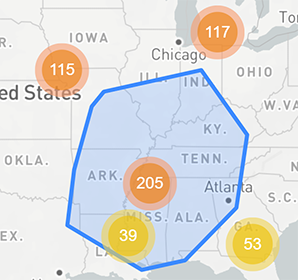 To
117
IOWA
Chicago
115
ILL.
IND.
OHIO
ed States
KY.
OKLA.
TENN.
ARK.
205
Atlanta
MISS.
ALA.
39
GA.
S.
EX.
LA.
53